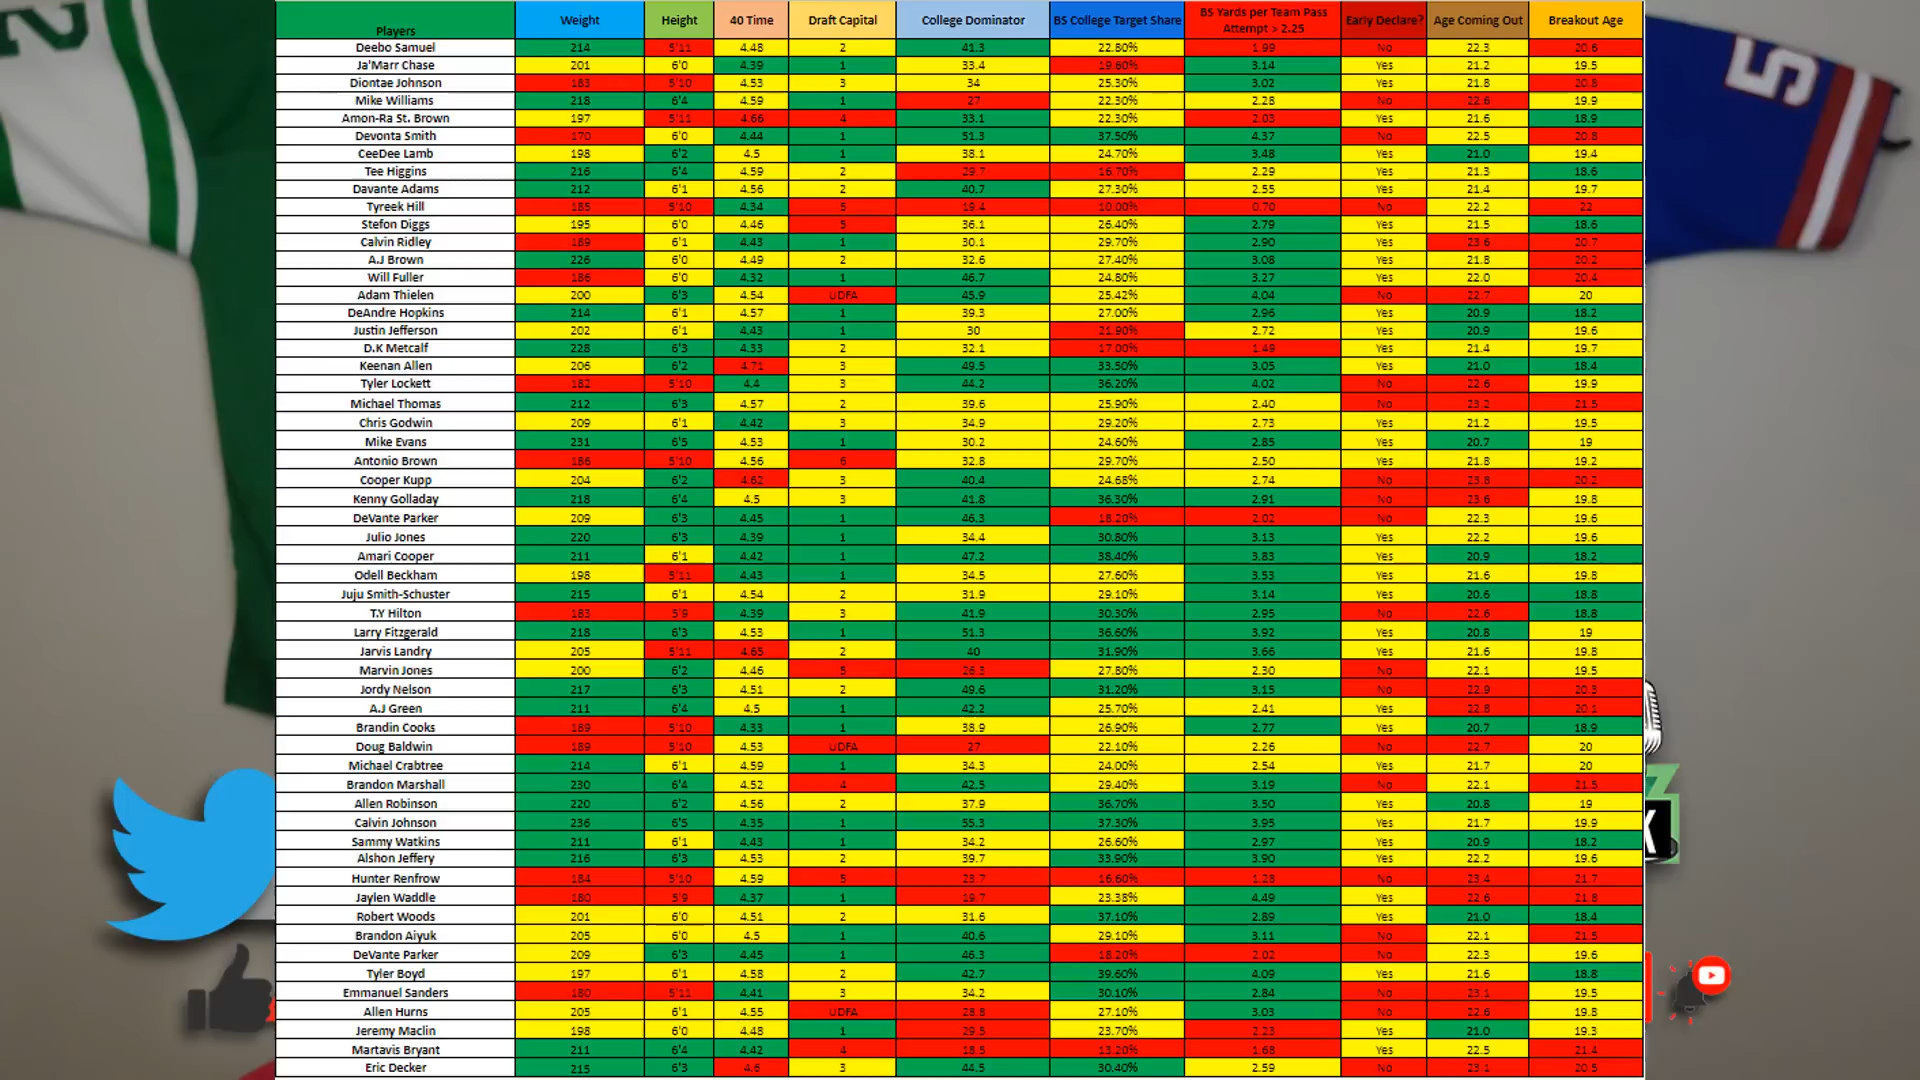 Players Weight Height 40 Time Draft Capital College Dominator BS College Target Share BS Yards per Team Pass Attempt > 2.25 Early Declare? Age Coming Out Breakout Age
Deebo Samuel 214 5'11 4.48 2 41.3 22.80% 1.99 No 22.3 20.6
Ja'Marr Chase 201 6'0 4.39 1 33.4 19.60% 3.14 Yes 21.2 19.5
Diontae Johnson 183 5'10 4.53 3 34 25.30% 3.02 Yes 21.8 20.8
Mike Williams 218 6'4 4.59 1 27 22.30% 2.28 No 22.6 19.9
Amon-Ra St. Brown 197 5'11 4.66 4 33.1 22.30% 2.03 Yes 21.6 18.9
Devonta Smith 170 6'0 4.44 1 51.3 37.50% 4.37 No 22.5 20.8
CeeDee Lamb 198 6'2 4.5 1 38.1 24.70% 3.48 Yes 21.0 19.4
Tee Higgins 216 6'4 4.59 2 29.7 16.70% 2.29 Yes 21.3 18.6
Davante Adams 212 6'1 4.56 2 40.7 27.30% 2.55 Yes 21.4 19.7
Tyreek Hill 185 5'10 4.34 5 19.4 10.00% 0.70 No 22.2 22
Stefon Diggs 195 6'0 4.46 5 36.1 26.40% 2.79 Yes 21.5 18.6
Calvin Ridley 189 6'1 4.43 1 30.1 29.70% 2.90 Yes 23.6 20.7
A.J Brown 226 6'0 4.49 2 32.6 27.40% 3.08 Yes 21.8 20.2
Will Fuller 186 6'0 4.32 1 46.7 24.80% 3.27 Yes 22.0 20.4
Adam Thielen 200 6'3 4.54 UDFA 45.9 25.42% 4.04 No 22.7 20
DeAndre Hopkins 214 6'1 4.57 1 39.3 27.00% 2.96 Yes 20.9 18.2
Justin Jefferson 202 6'1 4.43 1 30 21.90% 2.72 Yes 20.9 19.6
D.K Metcalf 228 6'3 4.33 2 32.1 17.00% 1.49 Yes 21.4 19.7
Keenan Allen 206 6'2 4.71 3 49.5 33.50% 3.05 Yes 21.0 18.4
Tyler Lockett 182 5'10 4.4 3 44.2 36.20% 4.02 No 22.6 19.9
Michael Thomas 212 6'3 4.57 2 39.6 25.90% 2.40 No 23.2 21.5
Chris Godwin 209 6'1 4.42 3 34.9 29.20% 2.73 Yes 21.2 19.5
Mike Evans 231 6'5 4.53 1 30.2 24.60% 2.85 Yes 20.7 19
Antonio Brown 186 5'10 4.56 6 32.8 29.70% 2.50 Yes 21.8 19.2
Cooper Kupp 204 6'2 4.62 3 40.4 24.68% 2.74 No 23.8 20.2
Kenny Golladay 218 6'4 4.5 3 41.8 36.30% 2.91 No 23.6 19.8
DeVante Parker 209 6'3 4.45 1 46.3 18.20% 2.02 No 22.3 19.6
Julio Jones 220 6'3 4.39 1 34.4 30.80% 3.13 Yes 22.2 19.6
Amari Cooper 211 6'1 4.42 1 47.2 38.40% 3.83 Yes 20.9 18.2
Odell Beckham 198 5'11 4.43 1 34.5 27.60% 3.53 Yes 21.6 19.8
Juju Smith-Schuster 215 6'1 4.54 2 31.9 29.10% 3.14 Yes 20.6 18.8
T.Y Hilton 183 5'9 4.39 3 41.9 30.30% 2.95 No 22.6 18.8
Larry Fitzgerald 218 6'3 4.53 1 51.3 36.60% 3.92 Yes 20.8 19
Jarvis Landry 205 5'11 4.65 2 40 31.90% 3.66 Yes 21.6 19.8
Marvin Jones 200 6'2 4.46 5 26.3 27.80% 2.30 No 22.1 19.5
Jordy Nelson 217 6'3 4.51 2 49.6 31.20% 3.15 No 22.9 20.3
A.J Green 211 6'4 4.5 1 42.2 25.70% 2.41 Yes 22.8 20.1
Brandin Cooks 189 5'10 4.33 1 38.9 26.90% 2.77 Yes 20.7 18.9
Doug Baldwin 189 5'10 4.53 UDFA 27 22.10% 2.26 No 22.7 20
Michael Crabtree 214 6'1 4.59 1 34.3 24.00% 2.54 Yes 21.7 20
Brandon Marshall 230 6'4 4.52 4 42.5 29.40% 3.19 No 22.1 21.5
Allen Robinson 220 6'2 4.56 2 37.9 36.70% 3.50 Yes 20.8 19
Calvin Johnson 236 6'5 4.35 1 55.3 37.30% 3.95 Yes 21.7 19.9
Sammy Watkins 211 6'1 4.43 1 34.2 26.60% 2.97 Yes 20.9 18.2
Alshon Jeffery 216 6'3 4.53 2 39.7 33.90% 3.90 Yes 22.2 19.6
Hunter Renfrow 184 5'10 4.59 5 23.7 16.60% 1.28 No 23.4 21.7
Jaylen Waddle 180 5'9 4.37 1 19.7 23.38% 4.49 Yes 22.6 21.8
Robert Woods 201 6'0 4.51 2 31.6 37.10% 2.89 Yes 21.0 18.4
Brandon Aiyuk 205 6'0 4.5 1 40.6 29.10% 3.11 No 22.1 21.5
DeVante Parker 209 6'3 4.45 1 46.3 18.20% 2.02 No 22.3 19.6
Tyler Boyd 197 6'1 4.58 2 42.7 39.60% 4.09 Yes 21.6 18.8
Emmanuel Sanders 180 5'11 4.41 3 34.2 30.10% 2.84 No 23.1 19.5
Allen Hurns 205 6'1 4.55 UDFA 28.8 27.10% 3.03 No 22.6 19.8
Jeremy Maclin 198 6'0 4.48 1 29.5 23.70% 2.23 Yes 21.0 19.3
Martavis Bryant 211 6'4 4.42 4 18.5 13.20% 1.68 Yes 22.5 21.4
Eric Decker 215 6'3 4.6 3 44.5 30.40% 2.59 No 23.1 20.5
5